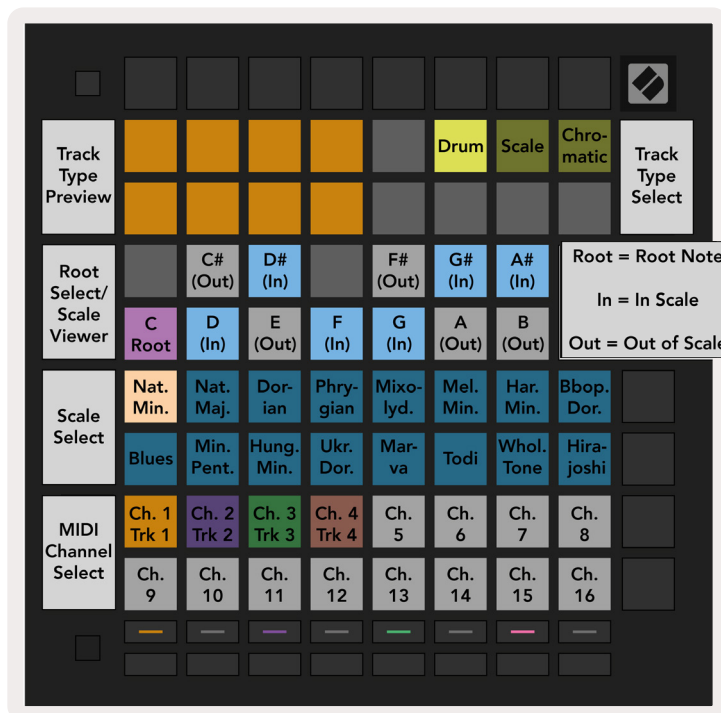 Drum
Scale
Chro-
matic
Track
Type
Preview
Track
Type
Select
C#
(Out)
D#
(In)
F#
(Out)
G#
(In)
A#
(In)
Root = Root Note
In = In Scale
Out = Out of Scale
Root
Select/
Scale
Viewer
C
Root
D
(In)
E
(Out)
F
(In)
G
(In)
A
(Out)
B
(Out)
Scale
Select
Nat.
Min.
Nat.
Maj.
Dor-
ian
Phry-
gian
Mixo-
lyd.
Mel.
Min.
Har.
Min.
Bbop.
Dor.
Blues
Min.
Pent.
Hung.
Min.
Ukr.
Dor.
Mar-
va
Todi
Whol.
Tone
Hira-
joshi
MIDI
Channel
Select
Ch. 1
Trk 1
Ch. 2
Trk 2
Ch. 3
Trk 3
Ch. 4
Trk 4
Ch.
5
Ch.
6
Ch.
7
Ch.
8
Ch.
9
Ch.
10
Ch.
11
Ch.
12
Ch.
13
Ch.
14
Ch.
15
Ch.
16